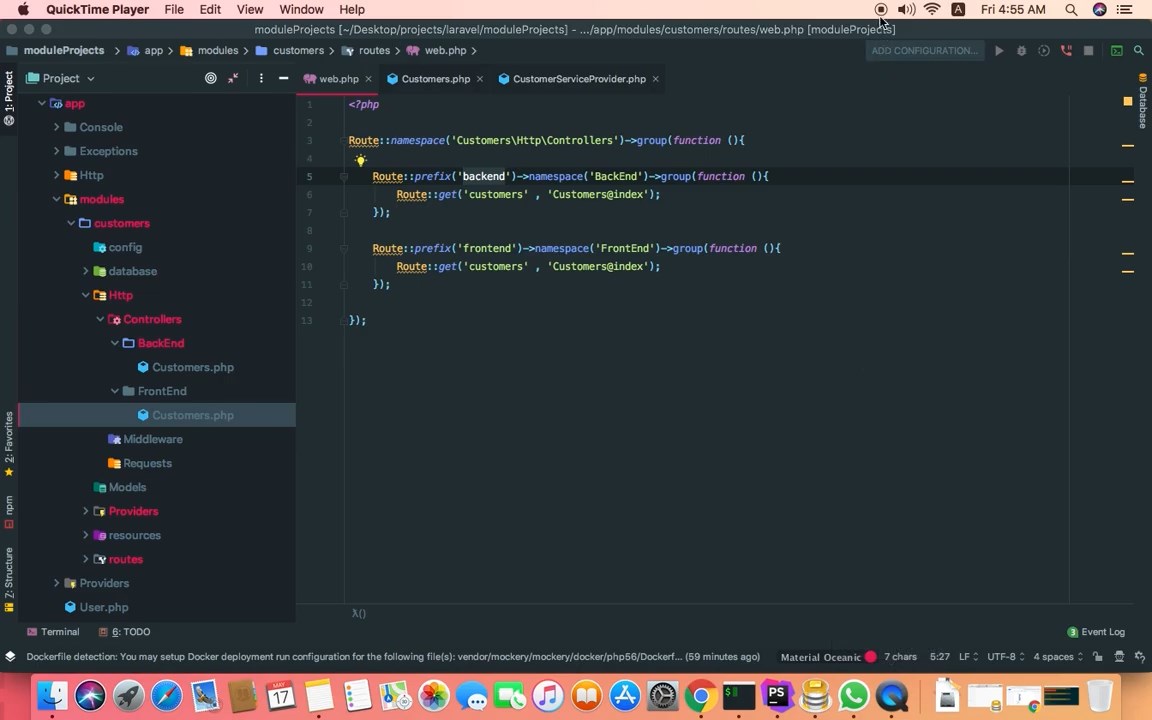 QuickTime Player File Edit View Window Help A Fri 4:55 AM
moduleProjects [~/Desktop/projects/laravel/moduleProjects] - .../app/modules/customers/routes/web.php [moduleProjects]
moduleProjects app modules customers routes web.php ADD CONFIGURATION...
1: Project
Project
web.php Customers.php CustomerServiceProvider.php
Database
app
Console
Exceptions
Http
modules
customers
config
database
Http
Controllers
BackEnd
Customers.php
FrontEnd
Customers.php
Middleware
Requests
Models
Providers
resources
routes
Providers
User.php
2: Favorites
npm
Z: Structure
1 <?php
2
3 Route::namespace('Customers\Http\Controllers')->group(function (){
4
5 Route::prefix('backend')->namespace('BackEnd')->group(function (){
6 Route::get('customers' , 'Customers@index');
7 });
8
9 Route::prefix('frontend')->namespace('FrontEnd')->group(function (){
10 Route::get('customers' , 'Customers@index');
11 });
12
13 });
λ()
Terminal 6: TODO 3 Event Log
Dockerfile detection: You may setup Docker deployment run configuration for the following file(s): vendor/mockery/mockery/docker/php56/Dockerf... (59 minutes ago) Material Oceanic 7 chars 5:27 LF UTF-8 4 spaces
MAY
17
PS